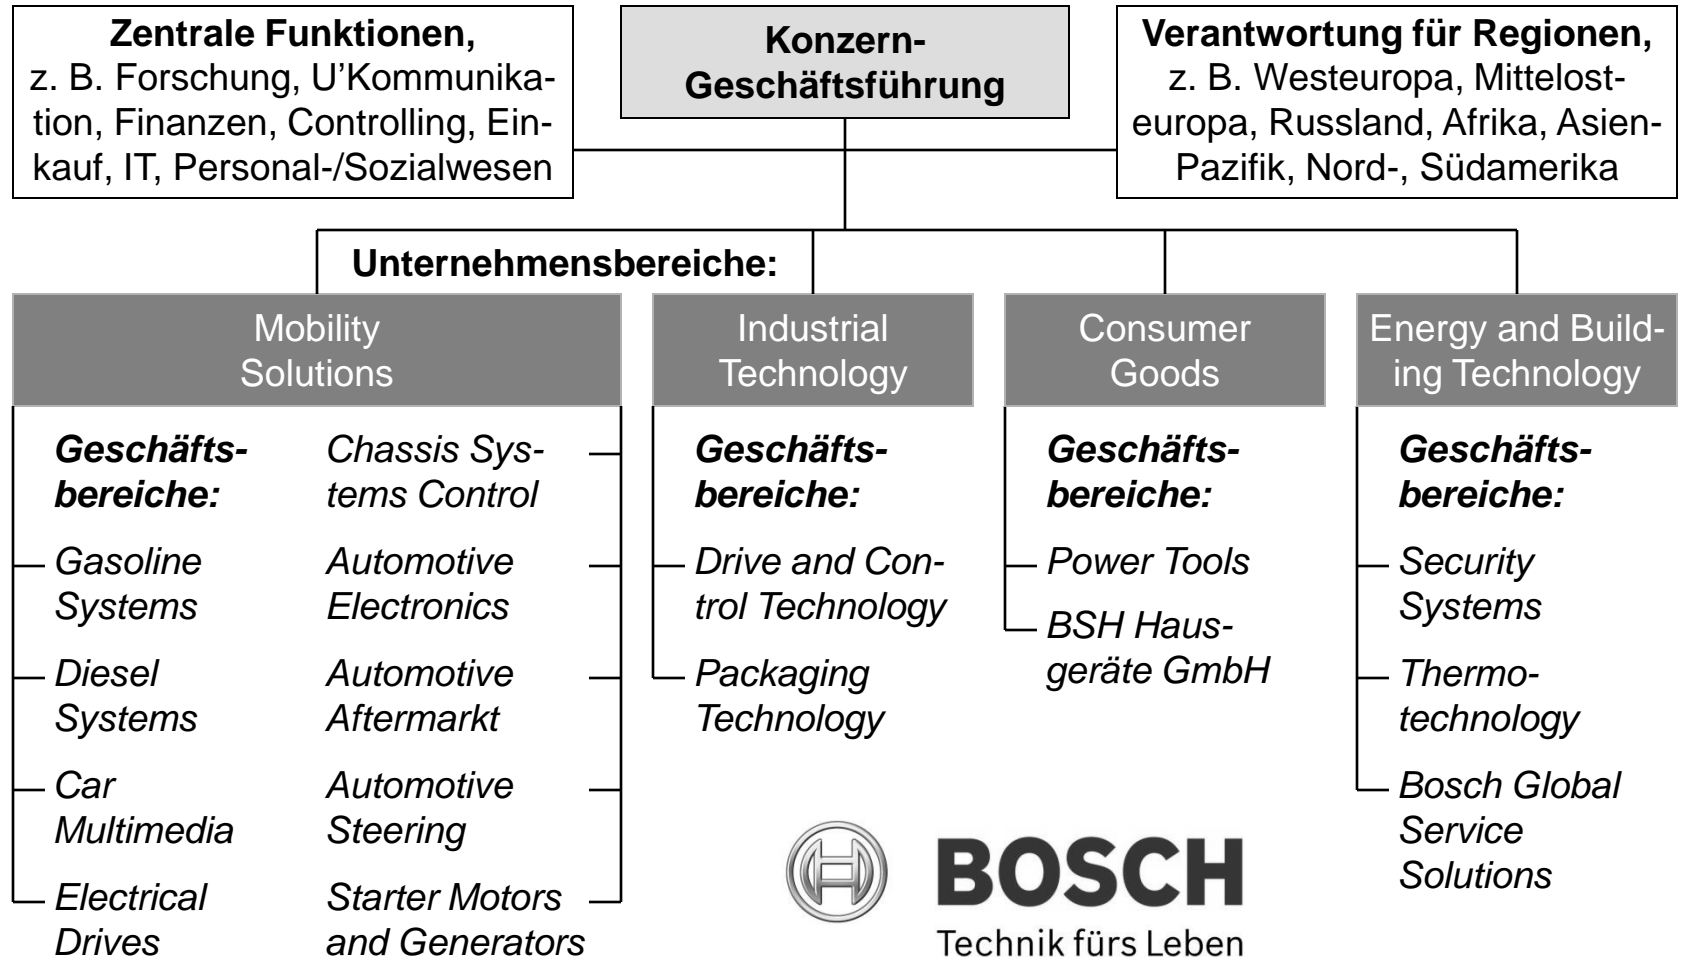 Zentrale Funktionen,
z. B. Forschung, U’Kommunika-
tion, Finanzen, Controlling, Ein-
kauf, IT, Personal-/Sozialwesen
Konzern-
Geschäftsführung
Verantwortung für Regionen,
z. B. Westeuropa, Mittelost-
europa, Russland, Afrika, Asien-
Pazifik, Nord-, Südamerika
Unternehmensbereiche:
Mobility
Solutions
Geschäfts-
bereiche:
Gasoline
Systems
Diesel
Systems
Car
Multimedia
Electrical
Drives
Chassis Sys-
tems Control
Automotive
Electronics
Automotive
Aftermarkt
Automotive
Steering
Starter Motors
and Generators
Industrial
Technology
Geschäfts-
bereiche:
Drive and Con-
trol Technology
Packaging
Technology
Consumer
Goods
Geschäfts-
bereiche:
Power Tools
BSH Haus-
geräte GmbH
Energy and Build-
ing Technology
Geschäfts-
bereiche:
Security
Systems
Thermo-
technology
Bosch Global
Service
Solutions
BOSCH
Technik fürs Leben